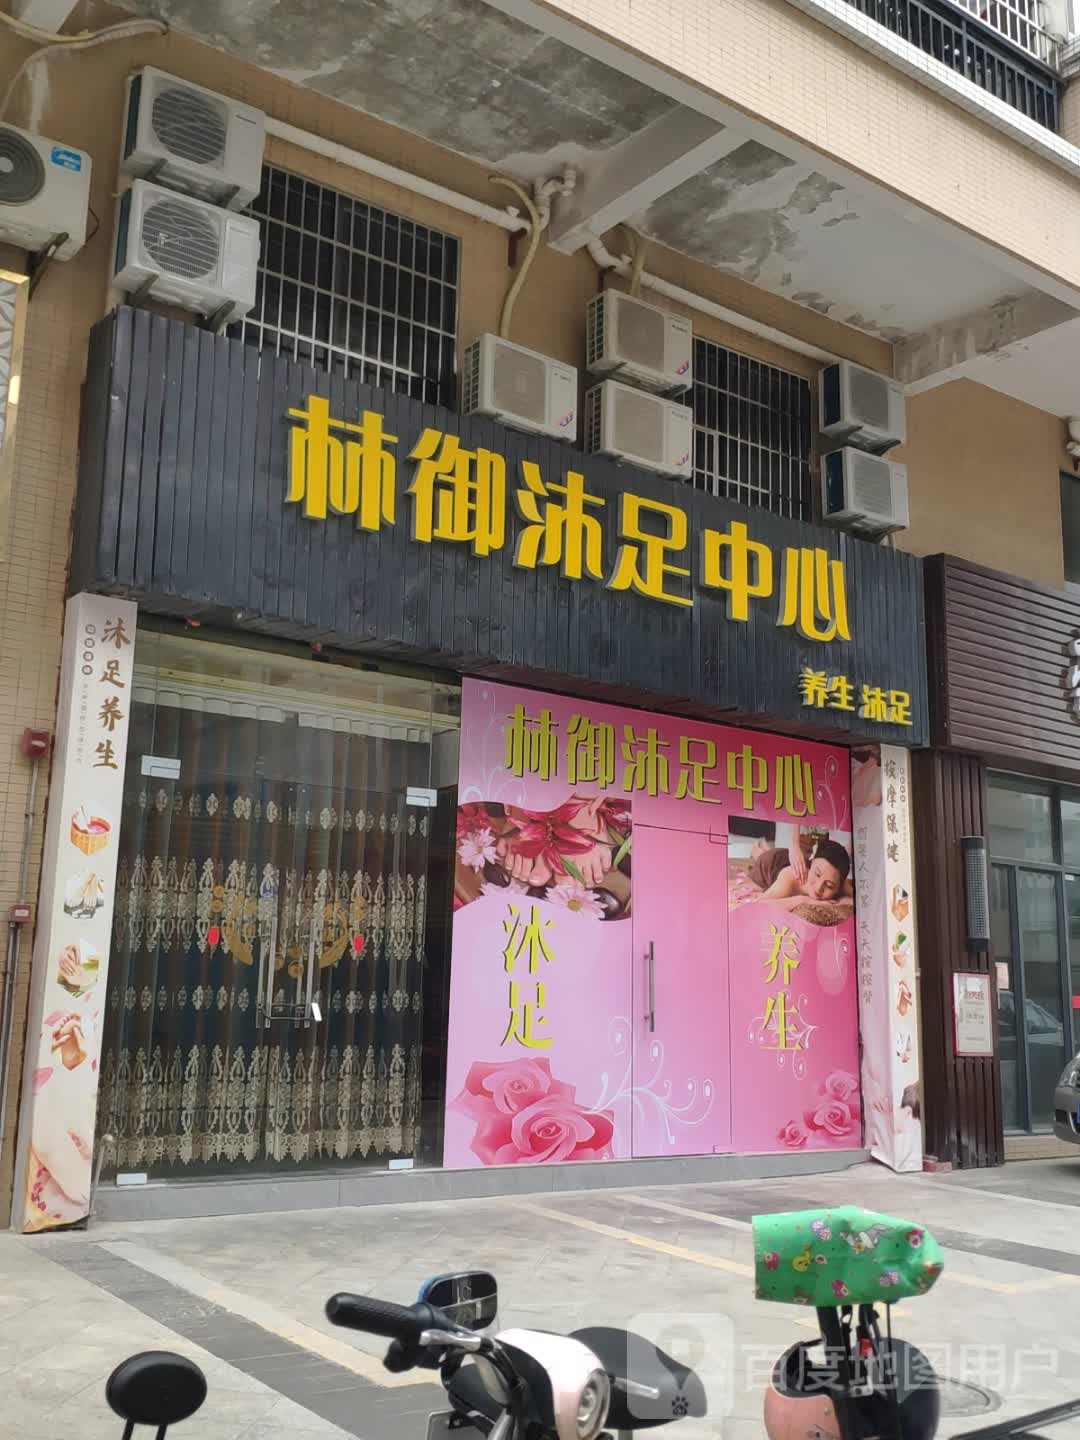 林御沐足中心
养生 沐足
沐足养生
林御沐足中心
沐足
养生
按摩保健
百度地图用户